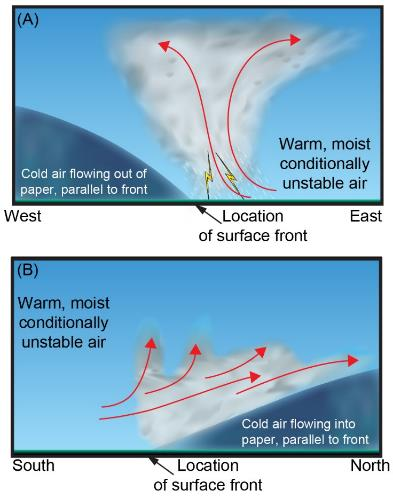 (A)
Warm, moist
conditionally
unstable air
Cold air flowing out of
paper, parallel to front
West
Location
of surface front
East
(B)
Warm, moist
conditionally
unstable air
Cold air flowing into
paper, parallel to front
South
Location
of surface front
North